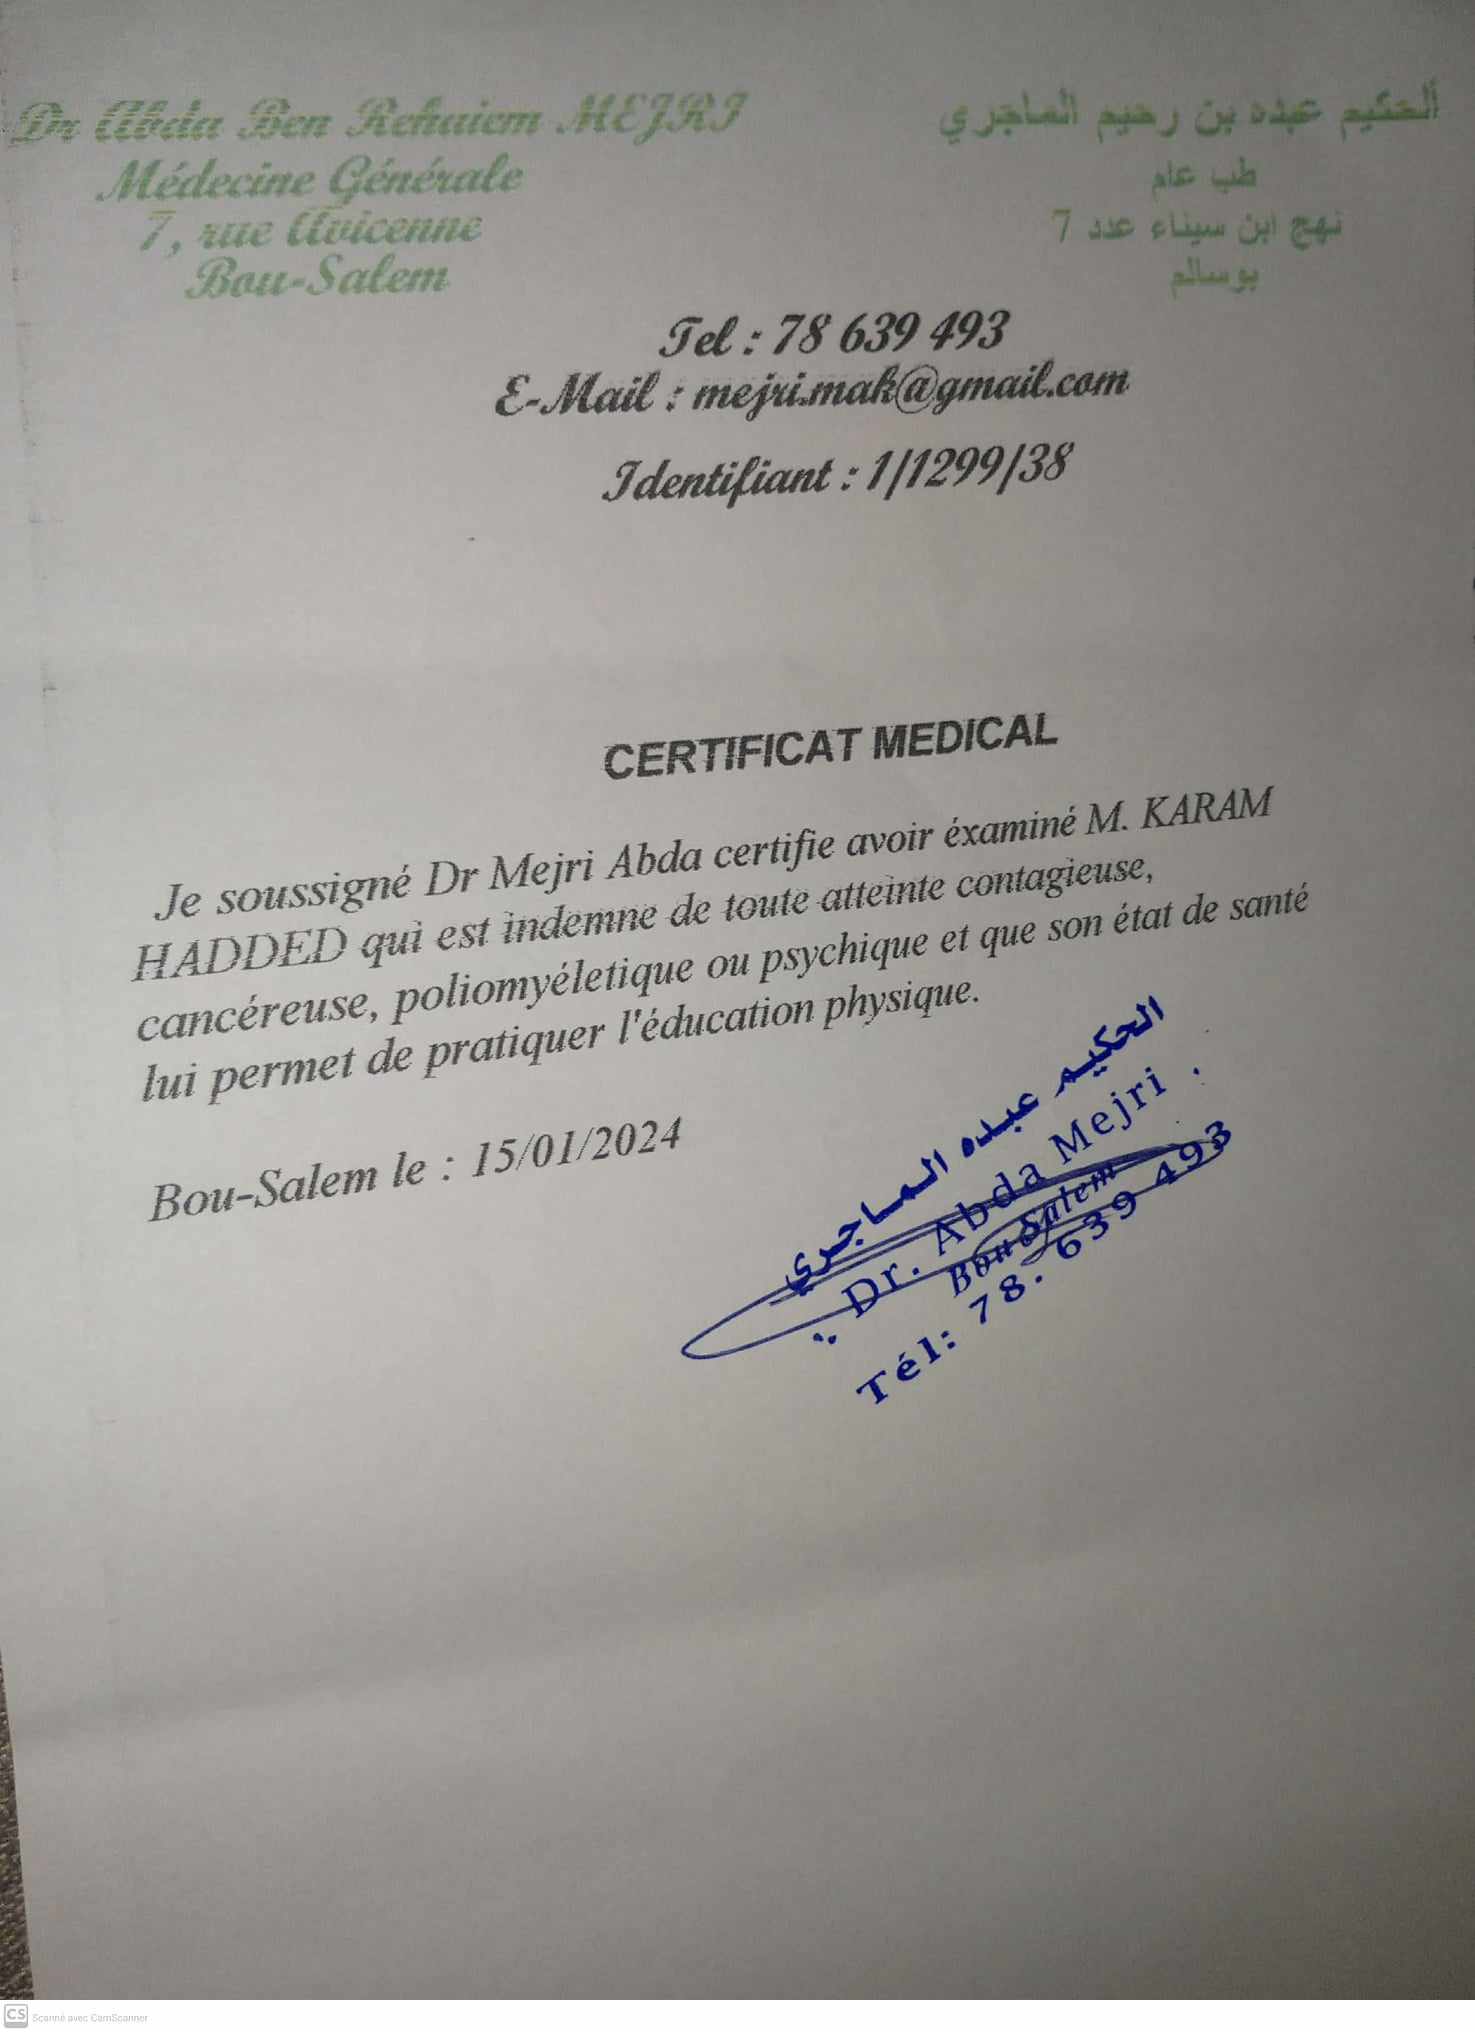 Dr Abda Ben Rehaiem MEJRI
Médecine Générale
7, rue Avicenne
Bou-Salem
ألحكيم عبده بن رحيم الماجري
طب عام
نهج ابن سيناء عدد 7
بوسالم
Tel : 78 639 493
E-Mail : mejri.mak@gmail.com
Identifiant : 1/1299/38
CERTIFICAT MEDICAL
Je soussigné Dr Mejri Abda certifie avoir éxaminé M. KARAM
HADDED qui est indemne de toute atteinte contagieuse,
cancéreuse, poliomyéletique ou psychique et que son état de santé
lui permet de pratiquer l'éducation physique.
Bou-Salem le : 15/01/2024
الحكيم عبده الماجري
Dr. Abda Mejri
Bou Salem
Tél: 78. 639 493
CS Scanné avec CamScanner